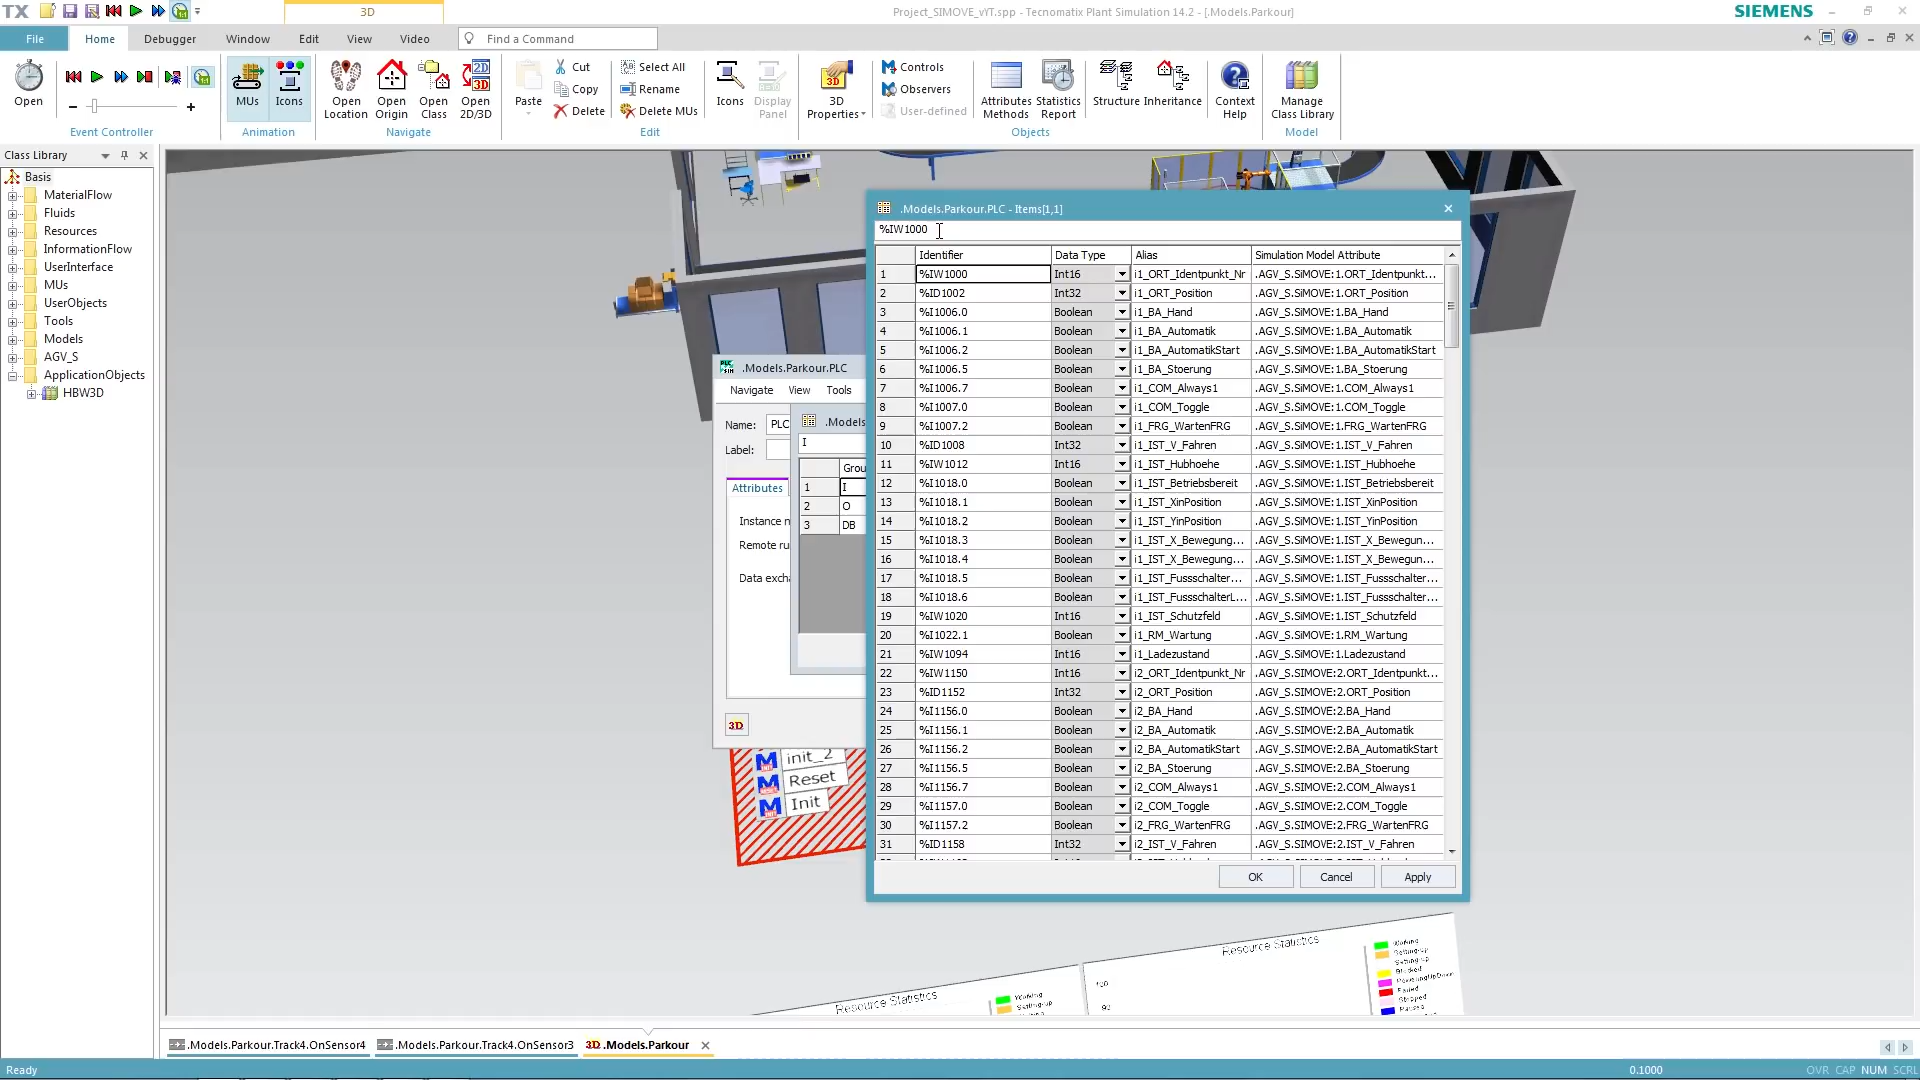 TX
3D
Project_SIMOVE_vYT.spp - Tecnomatix Plant Simulation 14.2 - [.Models.Parkour]
SIEMENS
File
Home
Debugger
Window
Edit
View
Video
Find a Command
Open
MUs
Icons
Open Location
Open Origin
Open Class
Open 2D/3D
Paste
Cut
Copy
Delete
Select All
Rename
Delete MUs
Icons
Display Panel
3D Properties
Controls
Observers
User-defined
Attributes Methods
Statistics Report
Structure
Inheritance
Context Help
Manage Class Library
Event Controller
Animation
Navigate
Edit
Objects
Model
Class Library
Basis
MaterialFlow
Fluids
Resources
InformationFlow
UserInterface
MUs
UserObjects
Tools
Models
AGV_S
ApplicationObjects
HBW3D
.Models.Parkour.PLC
Navigate View Tools
Name: PLC
Label:
Attributes
Instance n
Remote ru
Data exch
3D
.Models
I
Grou
1 I
2 O
3 DB
init_2
Reset
Init
.Models.Parkour.PLC - Items[1,1]
%IW1000
Identifier Data Type Alias Simulation Model Attribute
1 %IW1000 Int16 i1_ORT_Identpunkt_Nr .AGV_S.SiMOVE:1.ORT_Identpunkt...
2 %ID1002 Int32 i1_ORT_Position .AGV_S.SiMOVE:1.ORT_Position
3 %I1006.0 Boolean i1_BA_Hand .AGV_S.SiMOVE:1.BA_Hand
4 %I1006.1 Boolean i1_BA_Automatik .AGV_S.SiMOVE:1.BA_Automatik
5 %I1006.2 Boolean i1_BA_AutomatikStart .AGV_S.SiMOVE:1.BA_AutomatikStart
6 %I1006.5 Boolean i1_BA_Stoerung .AGV_S.SiMOVE:1.BA_Stoerung
7 %I1006.7 Boolean i1_COM_Always1 .AGV_S.SiMOVE:1.COM_Always1
8 %I1007.0 Boolean i1_COM_Toggle .AGV_S.SiMOVE:1.COM_Toggle
9 %I1007.2 Boolean i1_FRG_WartenFRG .AGV_S.SiMOVE:1.FRG_WartenFRG
10 %ID1008 Int32 i1_IST_V_Fahren .AGV_S.SiMOVE:1.IST_V_Fahren
11 %IW1012 Int16 i1_IST_Hubhoehe .AGV_S.SiMOVE:1.IST_Hubhoehe
12 %I1018.0 Boolean i1_IST_Betriebsbereit .AGV_S.SiMOVE:1.IST_Betriebsbereit
13 %I1018.1 Boolean i1_IST_XinPosition .AGV_S.SiMOVE:1.IST_XinPosition
14 %I1018.2 Boolean i1_IST_YinPosition .AGV_S.SiMOVE:1.IST_YinPosition
15 %I1018.3 Boolean i1_IST_X_Bewegung... .AGV_S.SiMOVE:1.IST_X_Bewegun...
16 %I1018.4 Boolean i1_IST_X_Bewegung... .AGV_S.SiMOVE:1.IST_X_Bewegun...
17 %I1018.5 Boolean i1_IST_Fussschalter... .AGV_S.SiMOVE:1.IST_Fussschalter...
18 %I1018.6 Boolean i1_IST_FussschalterL... .AGV_S.SiMOVE:1.IST_Fussschalter...
19 %IW1020 Int16 i1_IST_Schutzfeld .AGV_S.SiMOVE:1.IST_Schutzfeld
20 %I1022.1 Boolean i1_RM_Wartung .AGV_S.SiMOVE:1.RM_Wartung
21 %IW1094 Int16 i1_Ladezustand .AGV_S.SiMOVE:1.Ladezustand
22 %IW1150 Int16 i2_ORT_Identpunkt_Nr .AGV_S.SIMOVE:2.ORT_Identpunkt...
23 %ID1152 Int32 i2_ORT_Position .AGV_S.SIMOVE:2.ORT_Position
24 %I1156.0 Boolean i2_BA_Hand .AGV_S.SIMOVE:2.BA_Hand
25 %I1156.1 Boolean i2_BA_Automatik .AGV_S.SIMOVE:2.BA_Automatik
26 %I1156.2 Boolean i2_BA_AutomatikStart .AGV_S.SIMOVE:2.BA_AutomatikStart
27 %I1156.5 Boolean i2_BA_Stoerung .AGV_S.SIMOVE:2.BA_Stoerung
28 %I1156.7 Boolean i2_COM_Always1 .AGV_S.SIMOVE:2.COM_Always1
29 %I1157.0 Boolean i2_COM_Toggle .AGV_S.SIMOVE:2.COM_Toggle
30 %I1157.2 Boolean i2_FRG_WartenFRG .AGV_S.SIMOVE:2.FRG_WartenFRG
31 %ID1158 Int32 i2_IST_V_Fahren .AGV_S.SIMOVE:2.IST_V_Fahren
OK Cancel Apply
Resource Statistics
Working
Setting-up
Resource Statistics
100
Working
Setting-up
Blocked
PoweringUpDown
Failed
Stopped
Paused
.Models.Parkour.Track4.OnSensor4
.Models.Parkour.Track4.OnSensor3
3D .Models.Parkour
Ready
0.1000
OVR CAP NUM SCRL